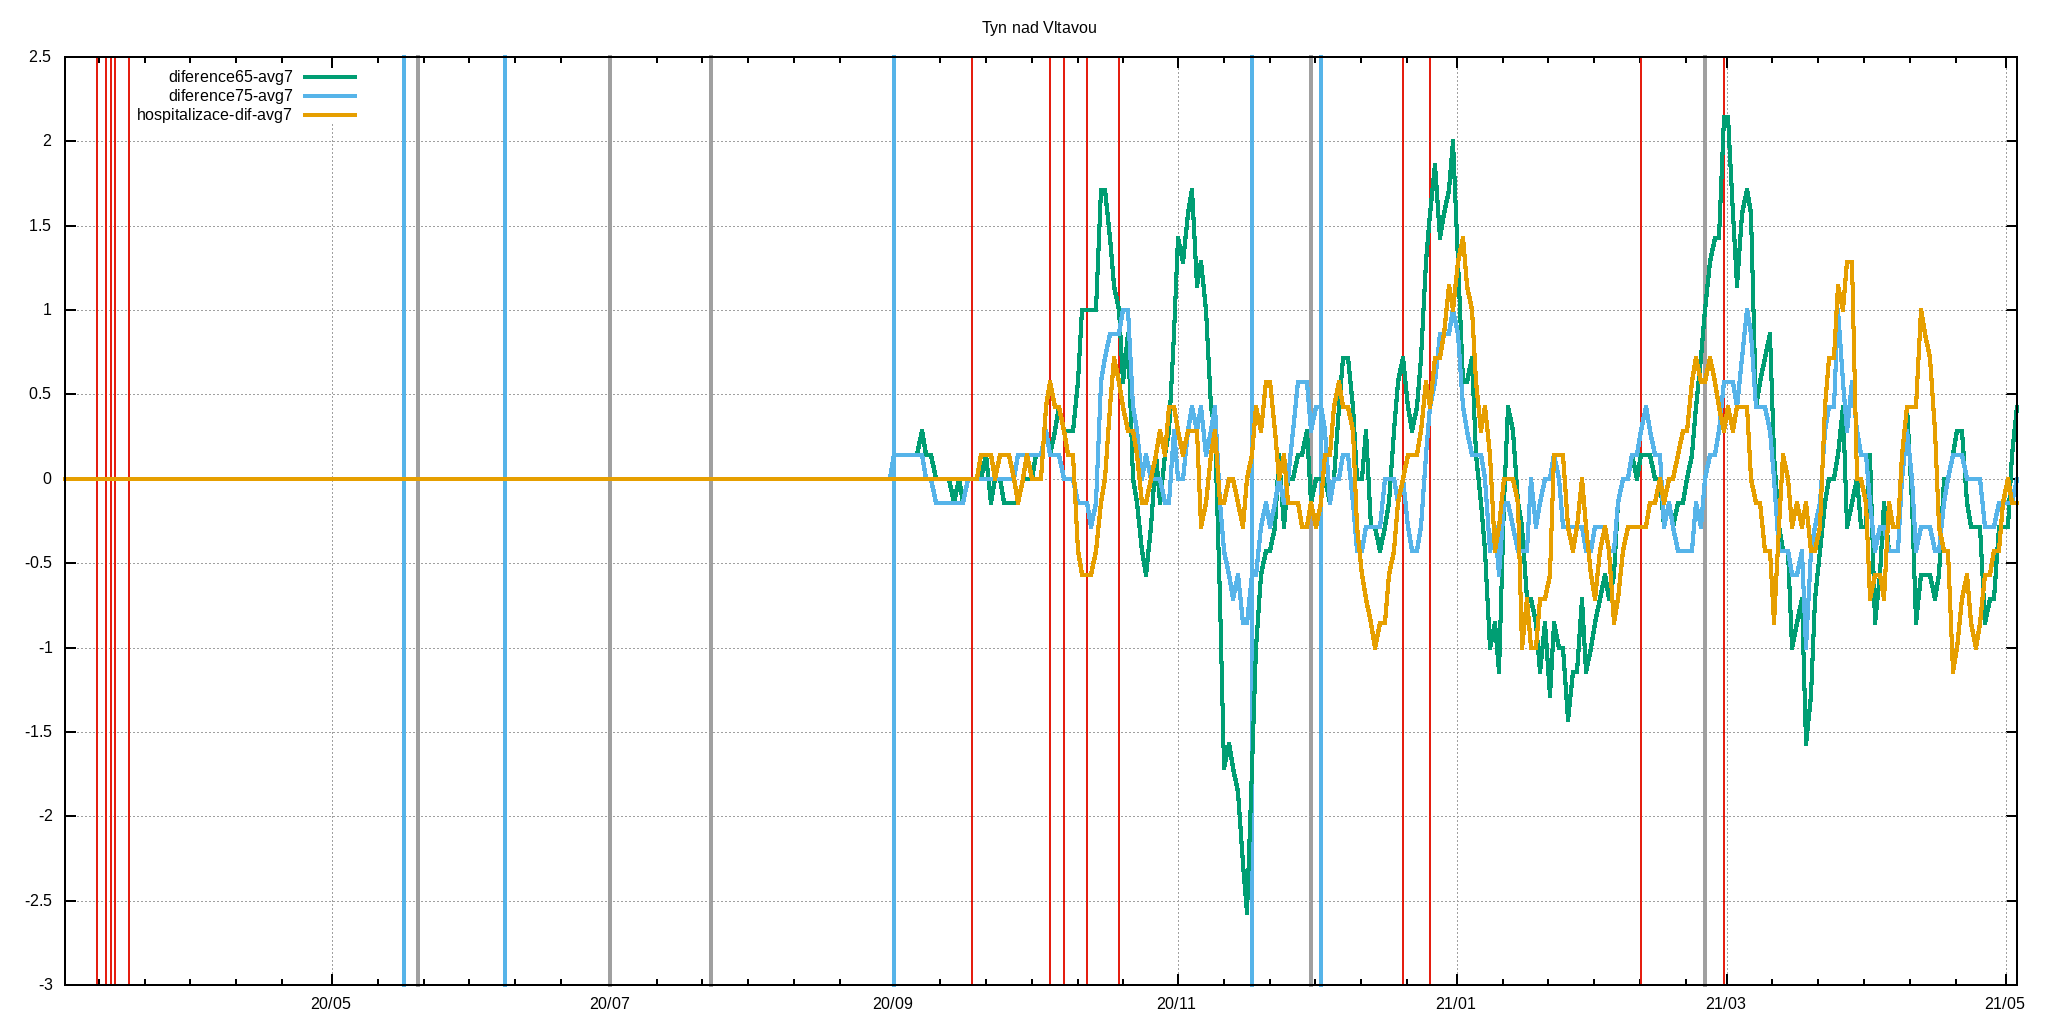 Tyn nad Vltavou
diference65-avg7
diference75-avg7
hospitalizace-dif-avg7
2.5
2
1.5
1
0.5
0
-0.5
-1
-1.5
-2
-2.5
-3
20/05 20/07 20/09 20/11 21/01 21/03 21/05